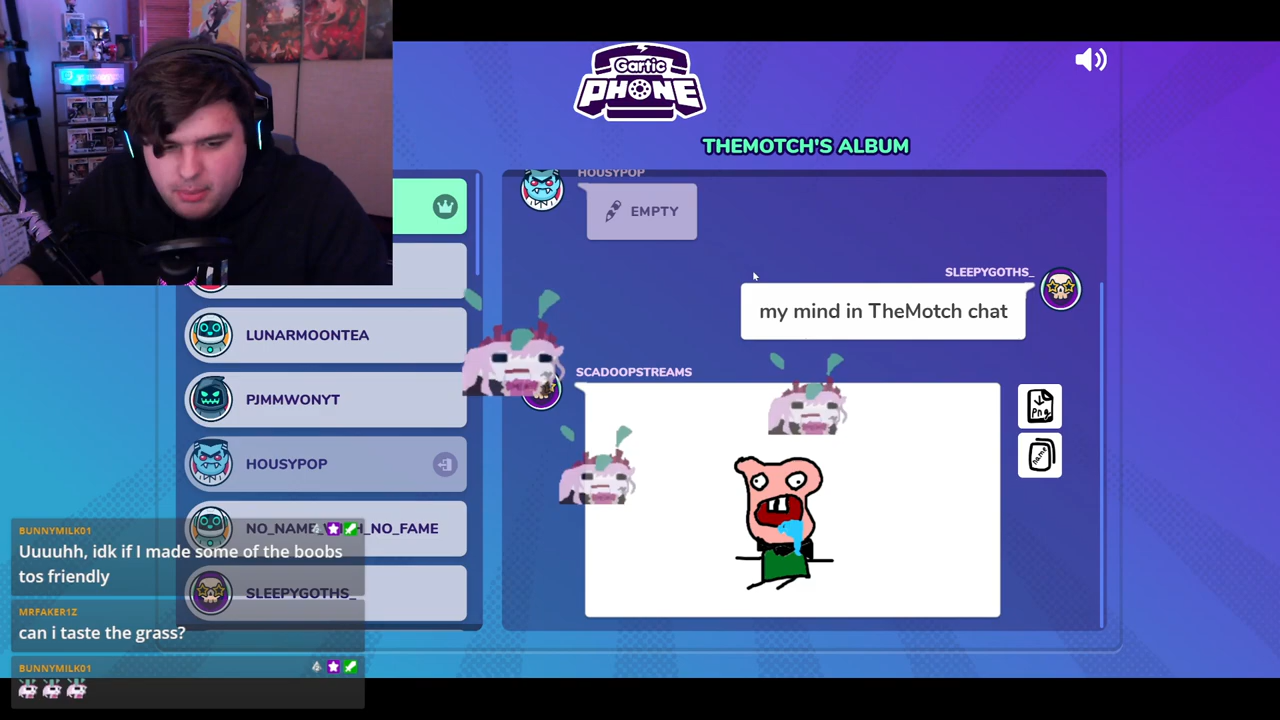 Gartic
PHONE
THEMOTCH'S ALBUM
HOUSYPOP
EMPTY
SLEEPYGOTHS_
my mind in TheMotch chat
SCADOOPSTREAMS
png
LUNARMOONTEA
PJMMWONYT
HOUSYPOP
SLEEPYGOTHS_
BUNNYMILK01
Uuuuhh, idk if I made some of the boobs
tos friendly
MRFAKER1Z
can i taste the grass?
BUNNYMILK01